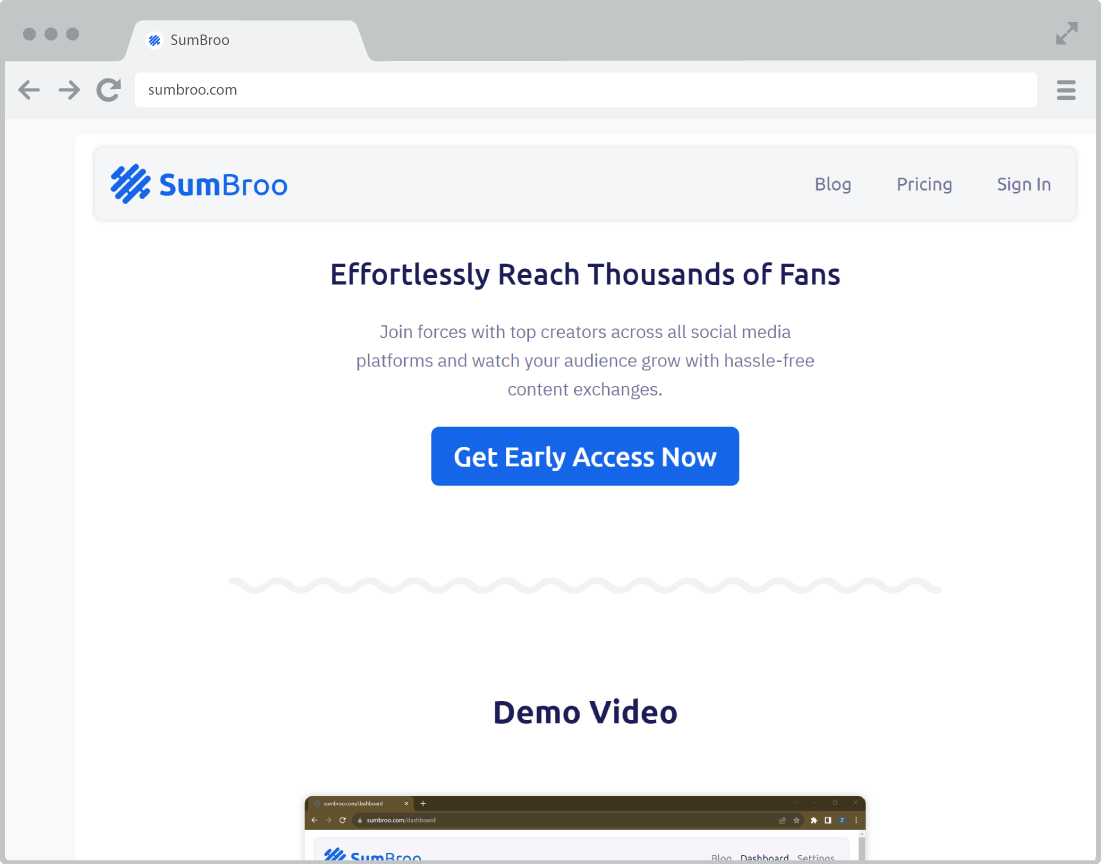 SumBroo
sumbroo.com
SumBroo
Blog Pricing Sign In
Effortlessly Reach Thousands of Fans
Join forces with top creators across all social media
platforms and watch your audience grow with hassle-free
content exchanges.
Get Early Access Now
Demo Video
sumbroo.com/dashboard
sumbroo.com/dashboard
SumBroo
Blog Dashboard Settings